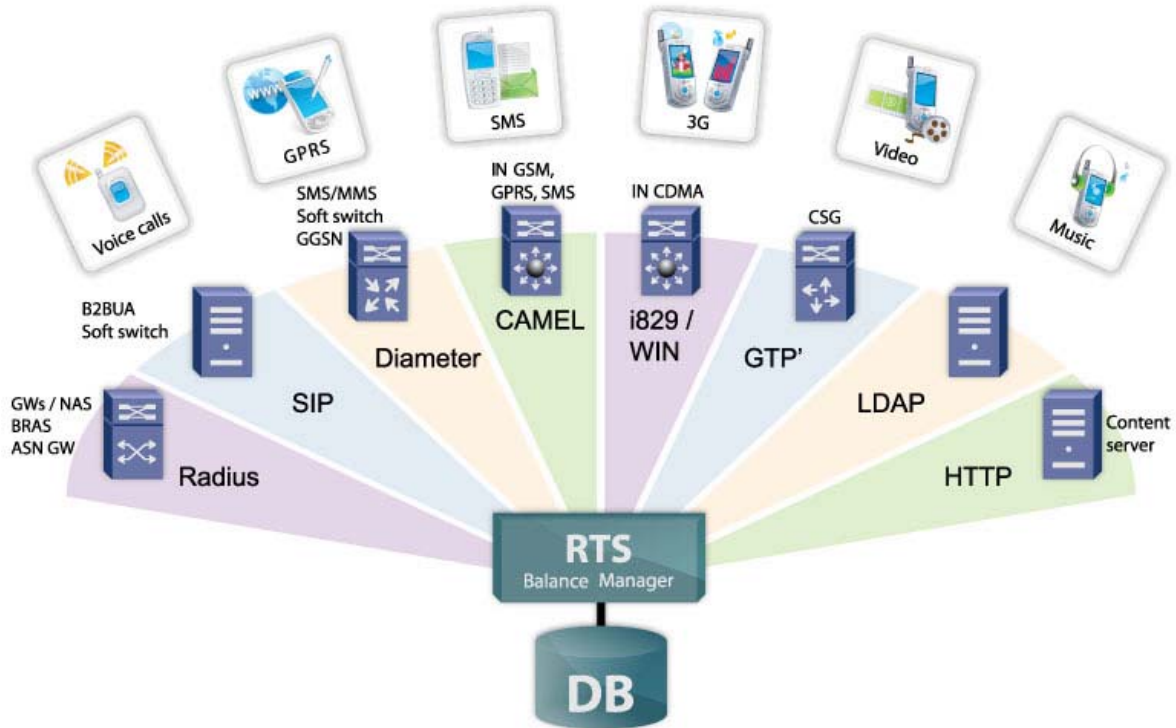 Voice calls
GPRS
SMS
3G
Video
Music
GWs / NAS
BRAS
ASN GW
B2BUA
Soft switch
SMS/MMS
Soft switch
GGSN
IN GSM,
GPRS, SMS
IN CDMA
CSG
Content
server
Radius
SIP
Diameter
CAMEL
i829 /
WIN
GTP'
LDAP
HTTP
RTS
Balance Manager
DB
WWW